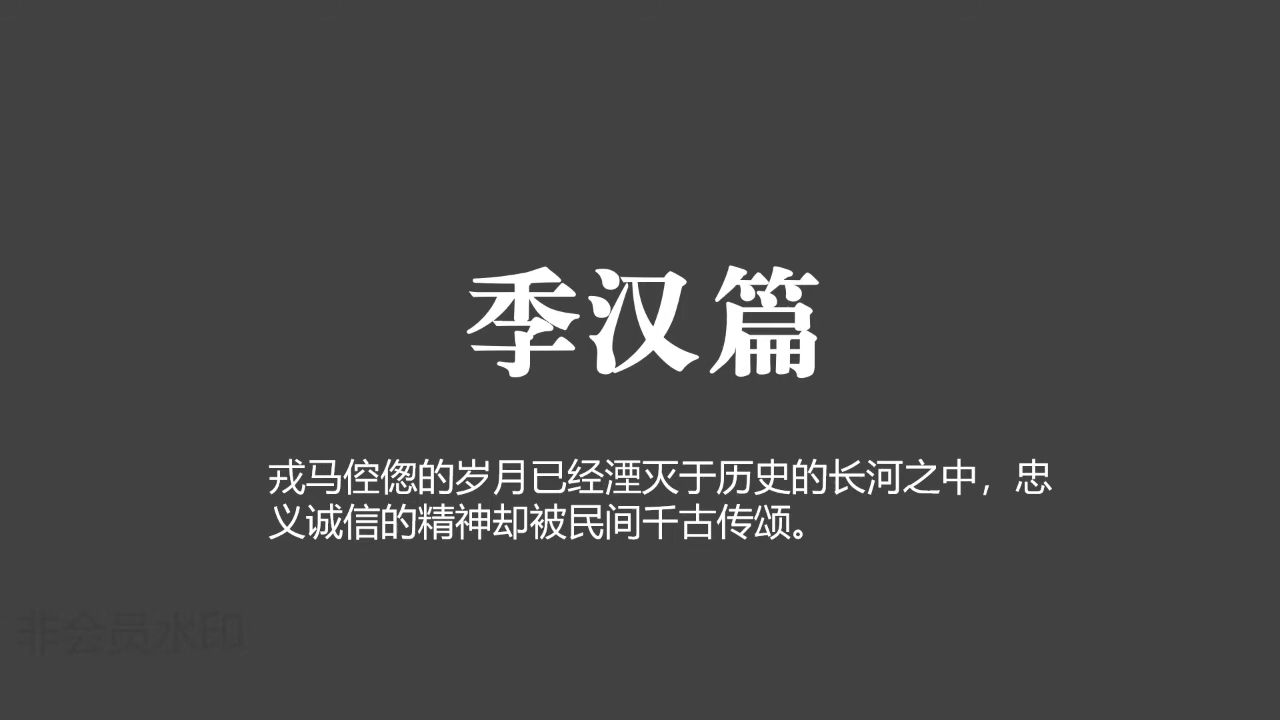 季汉篇
戎马倥偬的岁月已经湮灭于历史的长河之中，忠
义诚信的精神却被民间千古传颂。
非会员水印